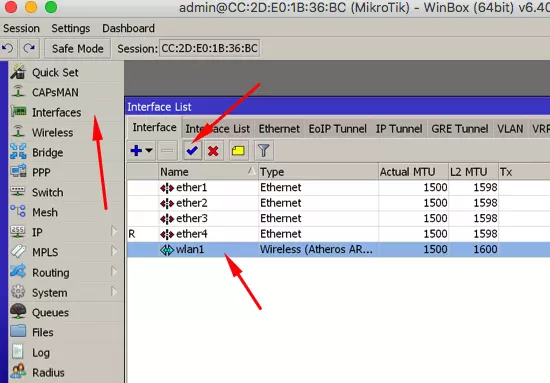 admin@CC:2D:E0:1B:36:BC (MikroTik) - WinBox (64bit) v6.40
Session Settings Dashboard
Safe Mode Session: CC:2D:E0:1B:36:BC
Quick Set
CAPsMAN
Interfaces
Wireless
Bridge
PPP
Switch
Mesh
IP
MPLS
Routing
System
Queues
Files
Log
Radius
Interface List
Interface Interface List Ethernet EoIP Tunnel IP Tunnel GRE Tunnel VLAN VRR
Name Type Actual MTU L2 MTU Tx
ether1 Ethernet 1500 1598
ether2 Ethernet 1500 1598
ether3 Ethernet 1500 1598
R ether4 Ethernet 1500 1598
wlan1 Wireless (Atheros AR... 1500 1600